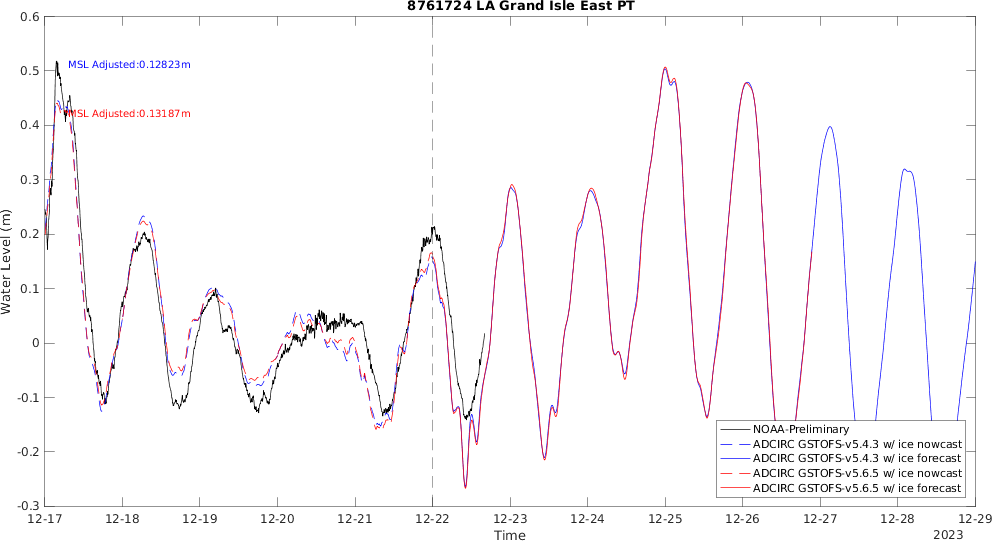 8761724 LA Grand Isle East PT
0.6
0.5
0.4
0.3
0.2
0.1
0
-0.1
-0.2
-0.3
Water Level (m)
MSL Adjusted:0.12823m
MSL Adjusted:0.13187m
NOAA-Preliminary
ADCIRC GSTOFS-v5.4.3 w/ ice nowcast
ADCIRC GSTOFS-v5.4.3 w/ ice forecast
ADCIRC GSTOFS-v5.6.5 w/ ice nowcast
ADCIRC GSTOFS-v5.6.5 w/ ice forecast
12-17 12-18 12-19 12-20 12-21 12-22 12-23 12-24 12-25 12-26 12-27 12-28 12-29
Time
2023